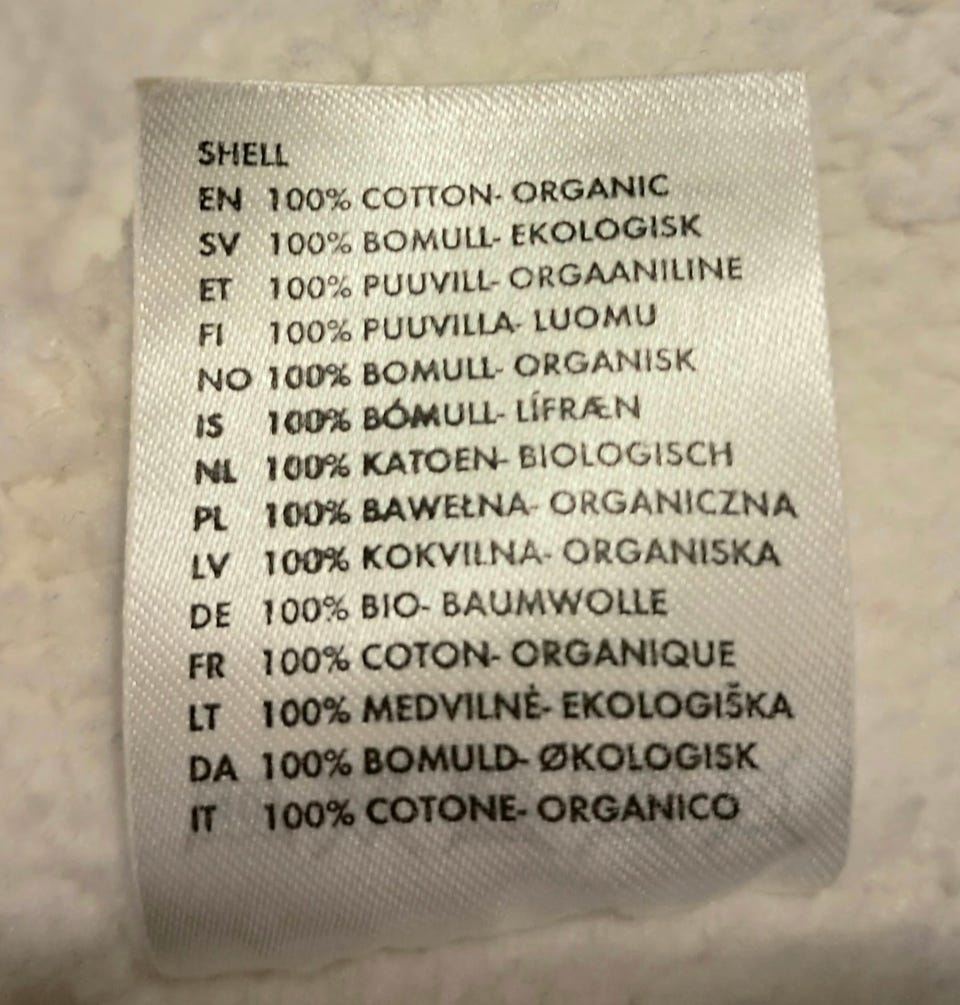 SHELL
EN 100% COTTON- ORGANIC
SV 100% BOMULL- EKOLOGISK
ET 100% PUUVILL- ORGAANILINE
FI 100% PUUVILLA- LUOMU
NO 100% BOMULL- ORGANISK
IS 100% BÓMULL- LÍFRÆN
NL 100% KATOEN- BIOLOGISCH
PL 100% BAWEŁNA- ORGANICZNA
LV 100% KOKVILNA- ORGANISKA
DE 100% BIO- BAUMWOLLE
FR 100% COTON- ORGANIQUE
LT 100% MEDVILNĖ- EKOLOGIŠKA
DA 100% BOMULD- ØKOLOGISK
IT 100% COTONE- ORGANICO